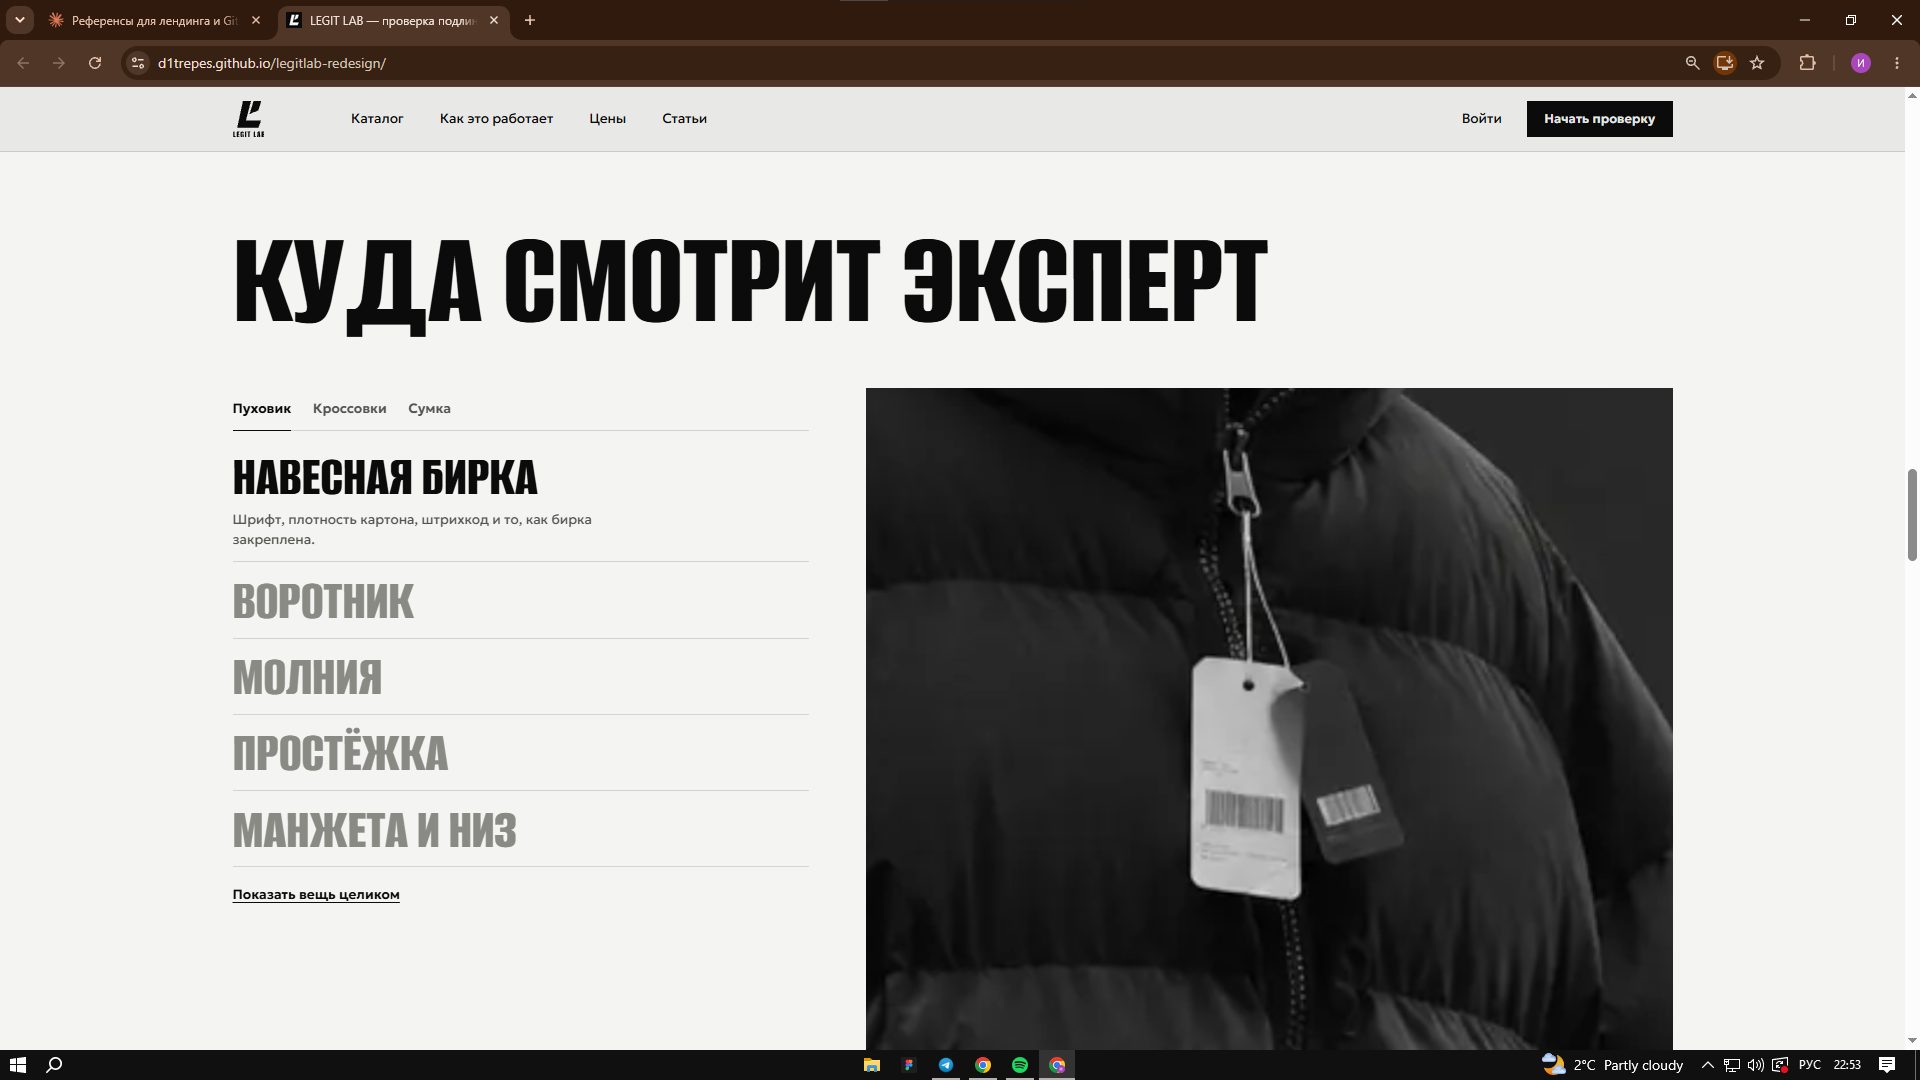 Референсы для лендинга и Git
LEGIT LAB — проверка подлин
d1trepes.github.io/legitlab-redesign/
И
LEGIT LAB
Каталог
Как это работает
Цены
Статьи
Войти
Начать проверку
КУДА СМОТРИТ ЭКСПЕРТ
Пуховик
Кроссовки
Сумка
НАВЕСНАЯ БИРКА
Шрифт, плотность картона, штрихкод и то, как бирка
закреплена.
ВОРОТНИК
МОЛНИЯ
ПРОСТЁЖКА
МАНЖЕТА И НИЗ
Показать вещь целиком
2°C Partly cloudy
РУС
22:53